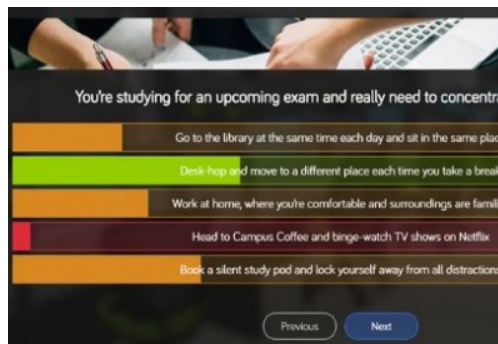 You're studying for an upcoming exam and really need to concentra
Go to the library at the same time each day and sit in the same plac
Desk-hop and move to a different place each time you take a break
Work at home, where you're comfortable and surroundings are famili
Head to Campus Coffee and binge-watch TV shows on Netflix
Book a silent study pod and lock yourself away from all distractions
Previous
Next